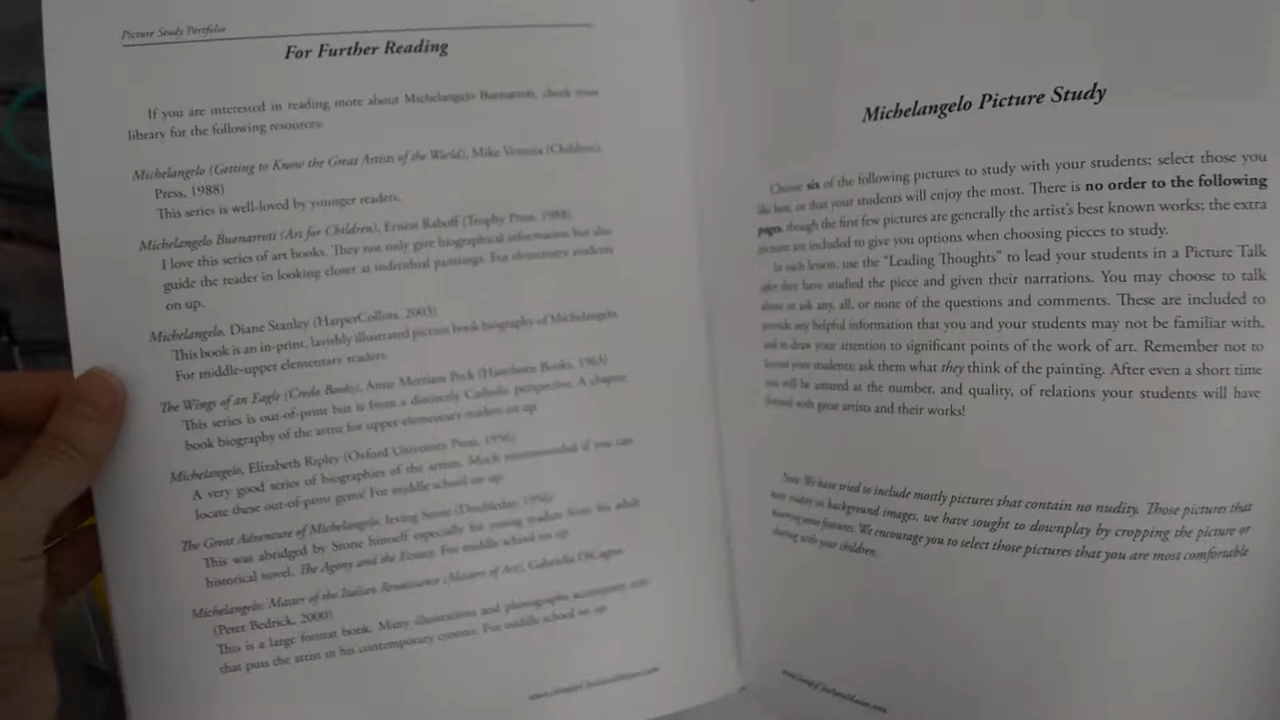 Picture Study Portfolio
For Further Reading
If you are interested in reading more about Michelangelo Buonarroti, check your
library for the following resources:
Michelangelo (Getting to Know the Great Artists of the World), Mike Venezia (Children's
Press, 1988)
This series is well-loved by younger readers.
Michelangelo Buonarroti (Art for Children), Ernest Raboff (Trophy Press, 1988)
I love this series of art books. They not only give biographical information but also
guide the reader in looking closer at individual paintings. For elementary students
on up.
Michelangelo, Diane Stanley (HarperCollins, 2003)
This book is an in-print, lavishly illustrated picture book biography of Michelangelo
For middle-upper elementary readers.
The Wings of an Eagle (Credo Books), Anne Merriam Peck (Hawthorn Books, 1963)
This series is out-of-print but is from a distinctly Catholic perspective. A chapter
book biography of the artist for upper elementary readers on up.
Michelangelo, Elizabeth Ripley (Oxford University Press, 1956)
A very good series of biographies of the artists. Much recommended if you can
locate these out-of-print gems! For middle school on up.
The Great Adventure of Michelangelo, Irving Stone (Doubleday, 1956)
This was abridged by Stone himself especially for young readers from his adult
historical novel, The Agony and the Ecstasy. For middle school on up.
Michelangelo: Master of the Italian Renaissance (Masters of Art), Gabriella
(Peter Bedrick, 2000)
This is a large format book. Many illustrations and photographs accompany text
that puts the artist in his contemporary context. For middle school on up.
www.SimplyCharlotteMason.com
Michelangelo Picture Study
Choose six of the following pictures to study with your students; select those you
like best, or that your students will enjoy the most. There is no order to the following
pages, though the first few pictures are generally the artist's best known works; the extra
picture are included to give you options when choosing pieces to study.
In each lesson, use the “Leading Thoughts” to lead your students in a Picture Talk
after they have studied the piece and given their narrations. You may choose to talk
about or ask any, all, or none of the questions and comments. These are included to
provide any helpful information that you and your students may not be familiar with,
and to draw your attention to significant points of the work of art. Remember not to
lecture your students; ask them what they think of the painting. After even a short time
you will be amazed at the number, and quality, of relations your students will have
formed with great artists and their works!
Note: We have tried to include mostly pictures that contain no nudity. Those pictures that
have nudity in background images, we have sought to downplay by cropping the picture or
blurring some features. We encourage you to select those pictures that you are most comfortable
sharing with your children.
www.SimplyCharlotteMason.com